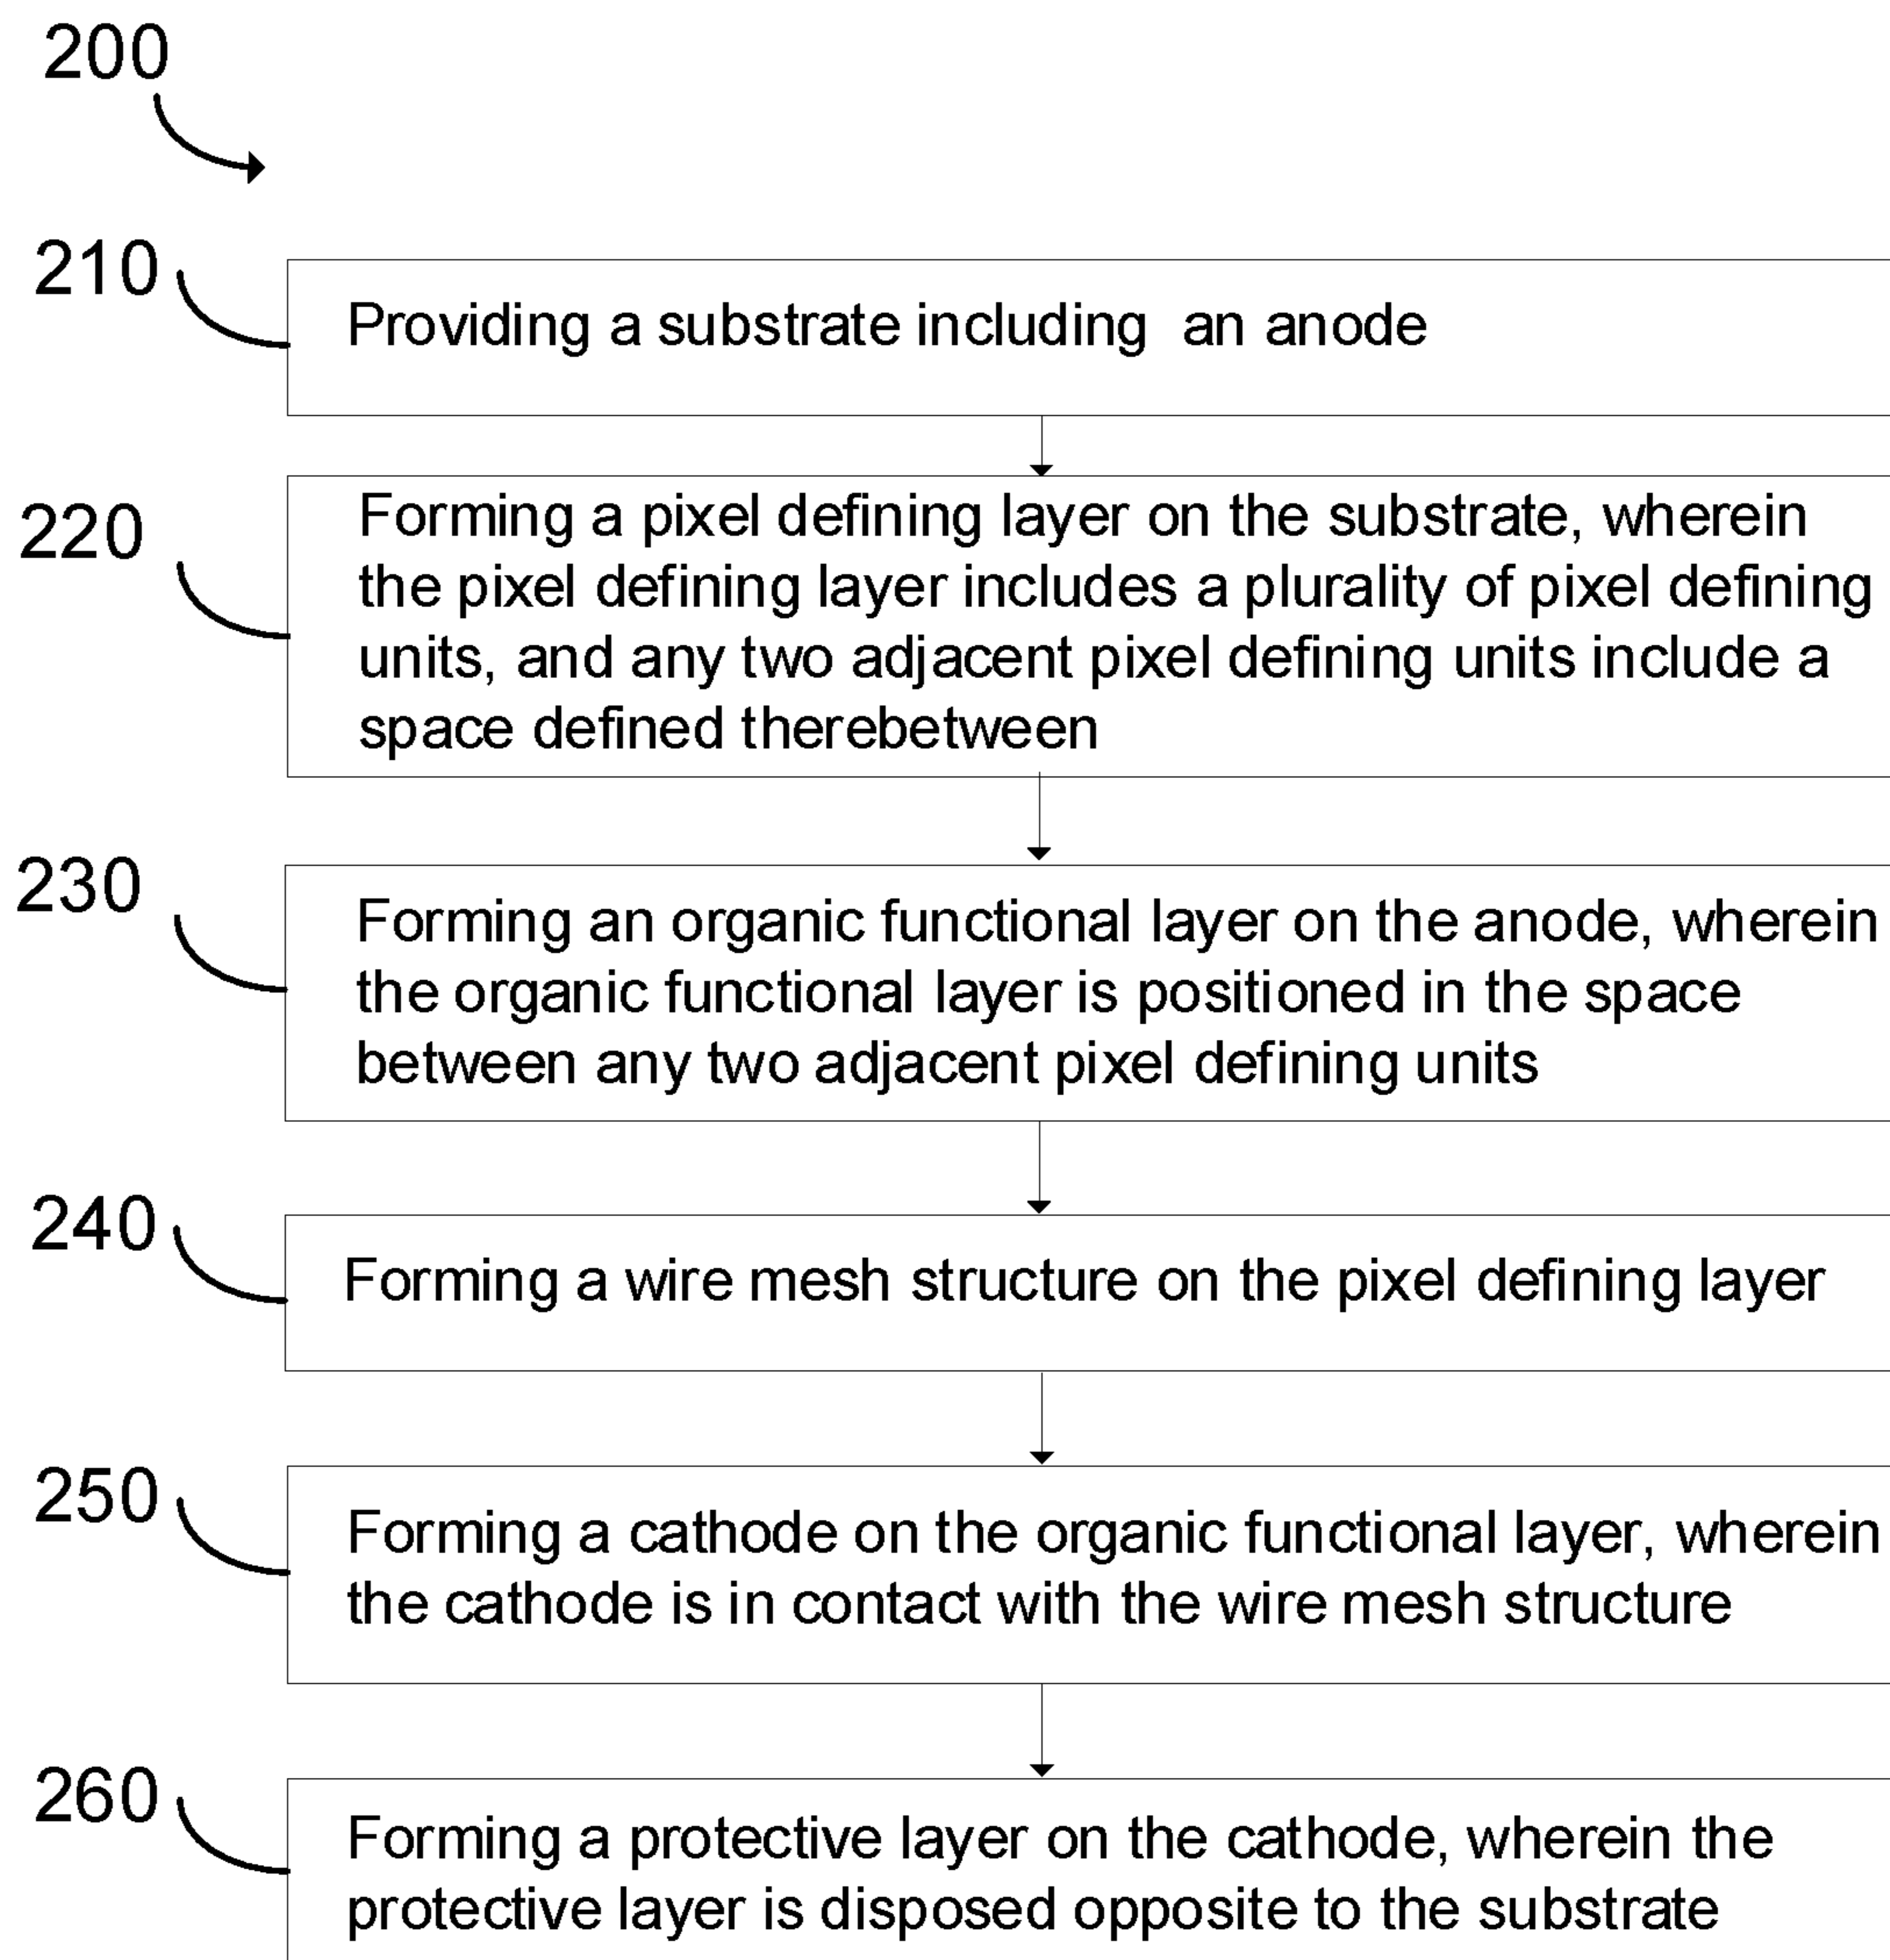 200
210
Providing a substrate including an anode
220
Forming a pixel defining layer on the substrate, wherein
the pixel defining layer includes a plurality of pixel defining
units, and any two adjacent pixel defining units include a
space defined therebetween
230
Forming an organic functional layer on the anode, wherein
the organic functional layer is positioned in the space
between any two adjacent pixel defining units
240
Forming a wire mesh structure on the pixel defining layer
250
Forming a cathode on the organic functional layer, wherein
the cathode is in contact with the wire mesh structure
260
Forming a protective layer on the cathode, wherein the
protective layer is disposed opposite to the substrate